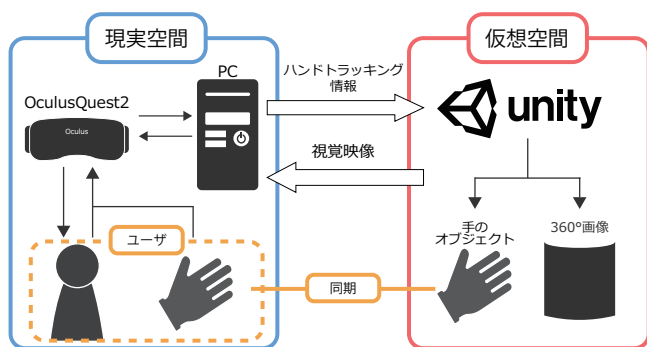 現実空間
仮想空間
PC
ハンドトラッキング
情報
OculusQuest2
Oculus
unity
視覚映像
ユーザ
手の
オブジェクト
360°画像
同期